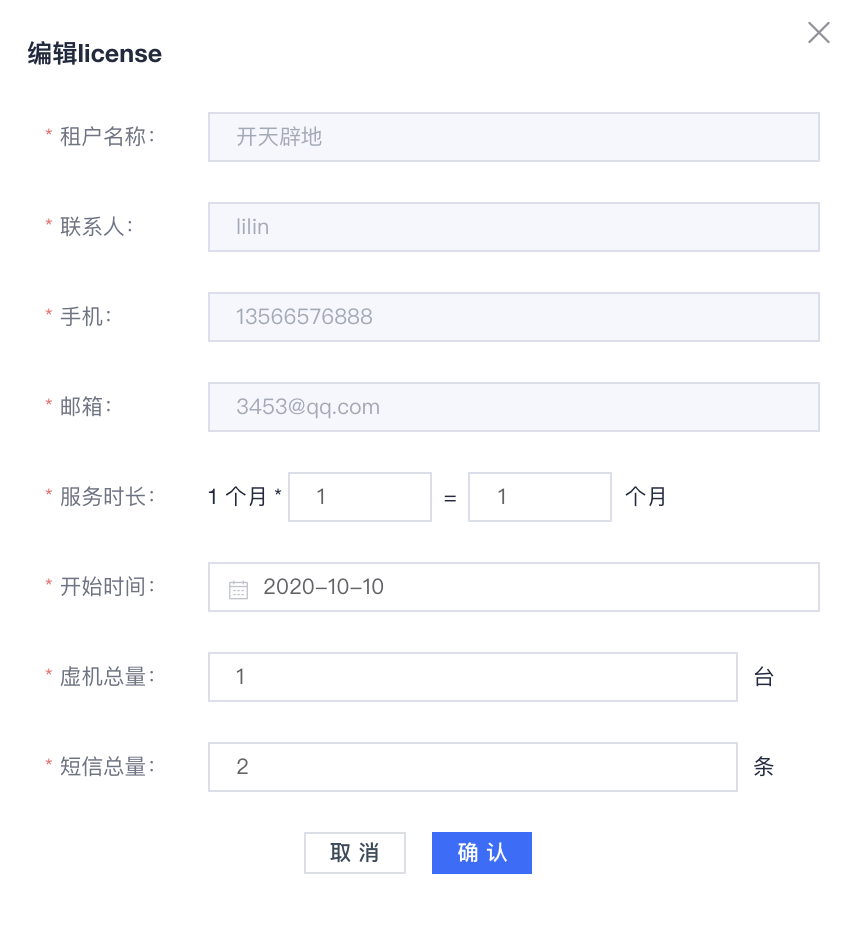 编辑license
* 租户名称: 开天辟地
* 联系人: lilin
* 手机: 13566576888
* 邮箱: 3453@qq.com
* 服务时长: 1 个月 * 1 = 1 个月
* 开始时间: 2020-10-10
* 虚机总量: 1 台
* 短信总量: 2 条
取 消 确 认